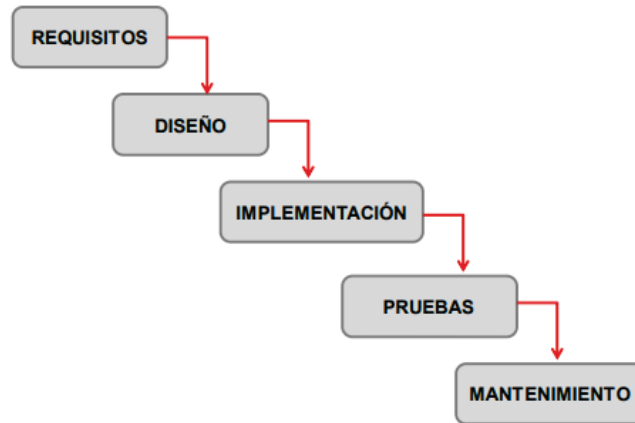 REQUISITOS
DISEÑO
IMPLEMENTACIÓN
PRUEBAS
MANTENIMIENTO